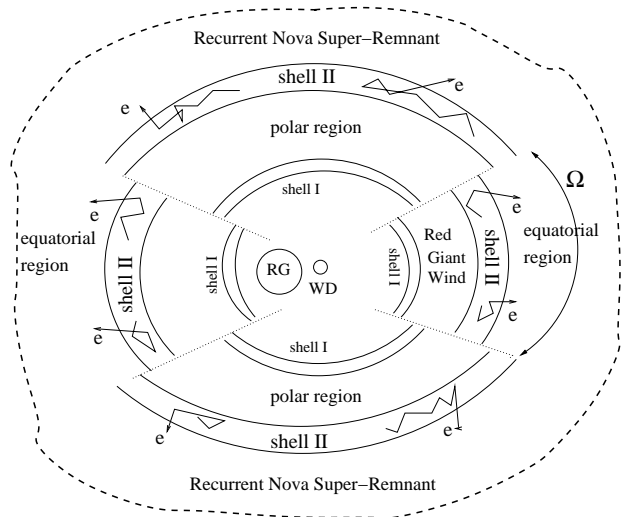 Recurrent Nova Super−Remnant
shell II
e
e
polar region
Ω
shell I
e
e
equatorial
region
shell II
shell I
RG
WD
shell I
Red
Giant
Wind
shell II
equatorial
region
e
e
shell I
polar region
e
shell II
e
Recurrent Nova Super−Remnant